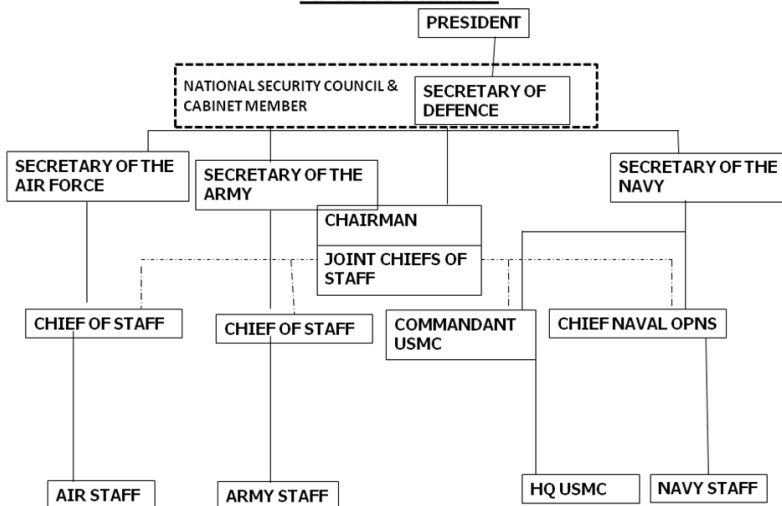 PRESIDENT
NATIONAL SECURITY COUNCIL &
CABINET MEMBER
SECRETARY OF
DEFENCE
SECRETARY OF THE
AIR FORCE
SECRETARY OF THE
ARMY
SECRETARY OF THE
NAVY
CHAIRMAN
JOINT CHIEFS OF
STAFF
CHIEF OF STAFF
CHIEF OF STAFF
COMMANDANT
USMC
CHIEF NAVAL OPNS
AIR STAFF
ARMY STAFF
HQ USMC
NAVY STAFF